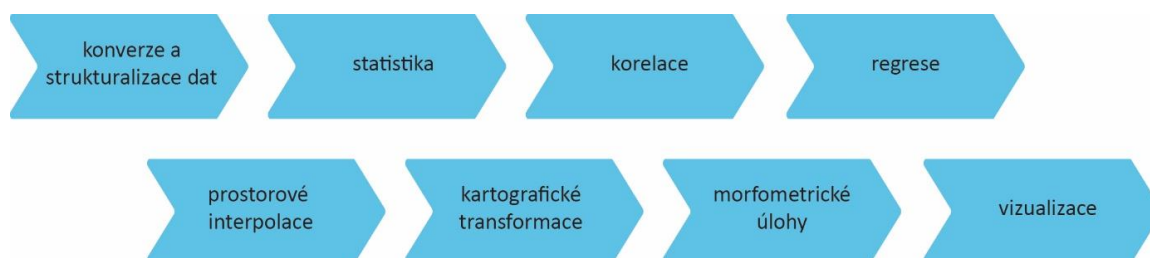 konverze a
strukturalizace dat
statistika
korelace
regrese
prostorové
interpolace
kartografické
transformace
morfometrické
úlohy
vizualizace